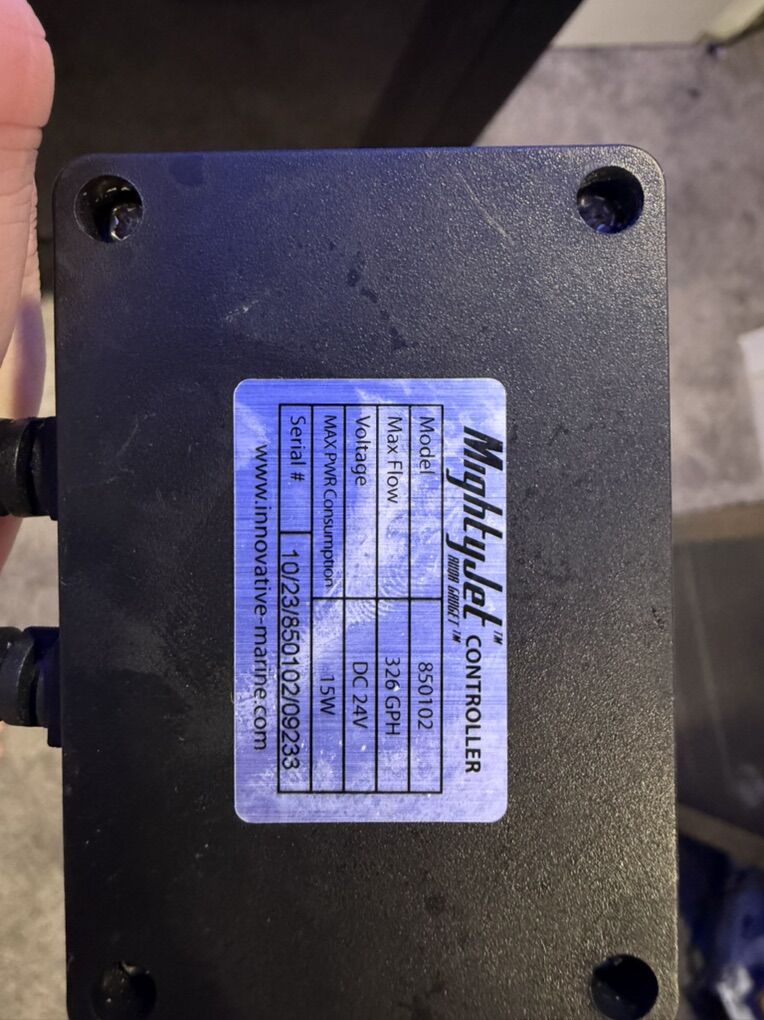 MightyJet™ CONTROLLER
AIWA GADGET™
Model 850102
Max Flow 326 GPH
Voltage DC 24V
MAX PWR Consumption 15W
Serial # 10/23/850102/09233
www.innovative-marine.com